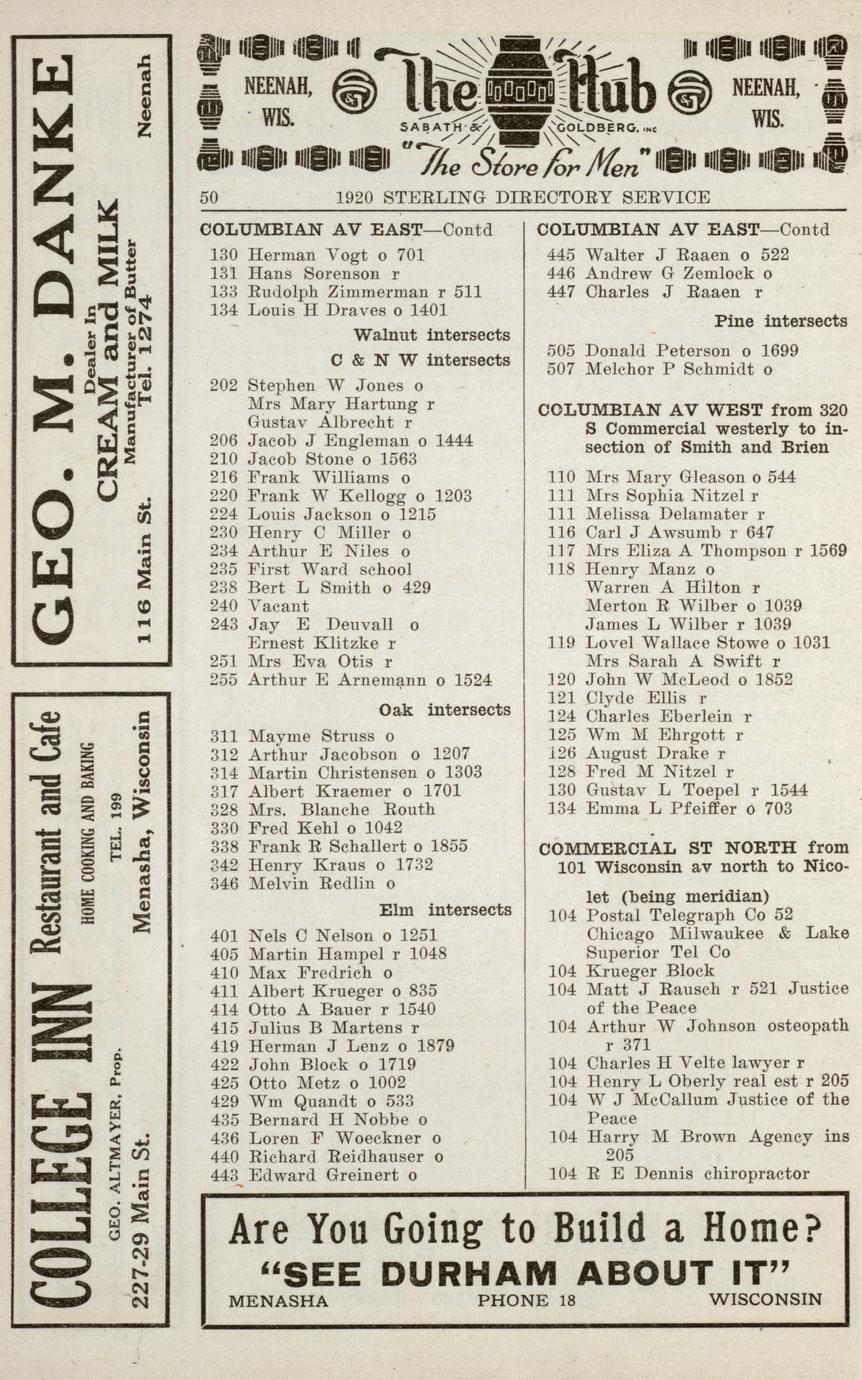 GEO. M. DANKE
Dealer In
CREAM and MILK
Manufacturer of Butter
Tel. 1274
116 Main St. Neenah
COLLEGE INN Restaurant and Cafe
HOME COOKING AND BAKING
GEO. ALTMAYER, Prop. TEL. 199
227-29 Main St. Menasha, Wisconsin
NEENAH, WIS.
The Hub
SABATH & GOLDBERG. INC
"The Store for Men"
NEENAH, WIS.
50 1920 STERLING DIRECTORY SERVICE
COLUMBIAN AV EAST—Contd
130 Herman Vogt o 701
131 Hans Sorenson r
133 Rudolph Zimmerman r 511
134 Louis H Draves o 1401
Walnut intersects
C & N W intersects
202 Stephen W Jones o
Mrs Mary Hartung r
Gustav Albrecht r
206 Jacob J Engleman o 1444
210 Jacob Stone o 1563
216 Frank Williams o
220 Frank W Kellogg o 1203
224 Louis Jackson o 1215
230 Henry C Miller o
234 Arthur E Niles o
235 First Ward school
238 Bert L Smith o 429
240 Vacant
243 Jay E Deuvall o
Ernest Klitzke r
251 Mrs Eva Otis r
255 Arthur E Arnemann o 1524
Oak intersects
311 Mayme Struss o
312 Arthur Jacobson o 1207
314 Martin Christensen o 1303
317 Albert Kraemer o 1701
328 Mrs. Blanche Routh
330 Fred Kehl o 1042
338 Frank R Schallert o 1855
342 Henry Kraus o 1732
346 Melvin Redlin o
Elm intersects
401 Nels C Nelson o 1251
405 Martin Hampel r 1048
410 Max Fredrich o
411 Albert Krueger o 835
414 Otto A Bauer r 1540
415 Julius B Martens r
419 Herman J Lenz o 1879
422 John Block o 1719
425 Otto Metz o 1002
429 Wm Quandt o 533
435 Bernard H Nobbe o
436 Loren F Woeckner o
440 Richard Reidhauser o
443 Edward Greinert o
COLUMBIAN AV EAST—Contd
445 Walter J Raaen o 522
446 Andrew G Zemlock o
447 Charles J Raaen r
Pine intersects
505 Donald Peterson o 1699
507 Melchor P Schmidt o
COLUMBIAN AV WEST from 320
S Commercial westerly to in-
section of Smith and Brien
110 Mrs Mary Gleason o 544
111 Mrs Sophia Nitzel r
111 Melissa Delamater r
116 Carl J Awsumb r 647
117 Mrs Eliza A Thompson r 1569
118 Henry Manz o
Warren A Hilton r
Merton R Wilber o 1039
James L Wilber r 1039
119 Lovel Wallace Stowe o 1031
Mrs Sarah A Swift r
120 John W McLeod o 1852
121 Clyde Ellis r
124 Charles Eberlein r
125 Wm M Ehrgott r
126 August Drake r
128 Fred M Nitzel r
130 Gustav L Toepel r 1544
134 Emma L Pfeiffer o 703
COMMERCIAL ST NORTH from
101 Wisconsin av north to Nico-
let (being meridian)
104 Postal Telegraph Co 52
Chicago Milwaukee & Lake
Superior Tel Co
104 Krueger Block
104 Matt J Rausch r 521 Justice
of the Peace
104 Arthur W Johnson osteopath
r 371
104 Charles H Velte lawyer r
104 Henry L Oberly real est r 205
104 W J McCallum Justice of the
Peace
104 Harry M Brown Agency ins
205
104 R E Dennis chiropractor
Are You Going to Build a Home?
"SEE DURHAM ABOUT IT"
MENASHA PHONE 18 WISCONSIN